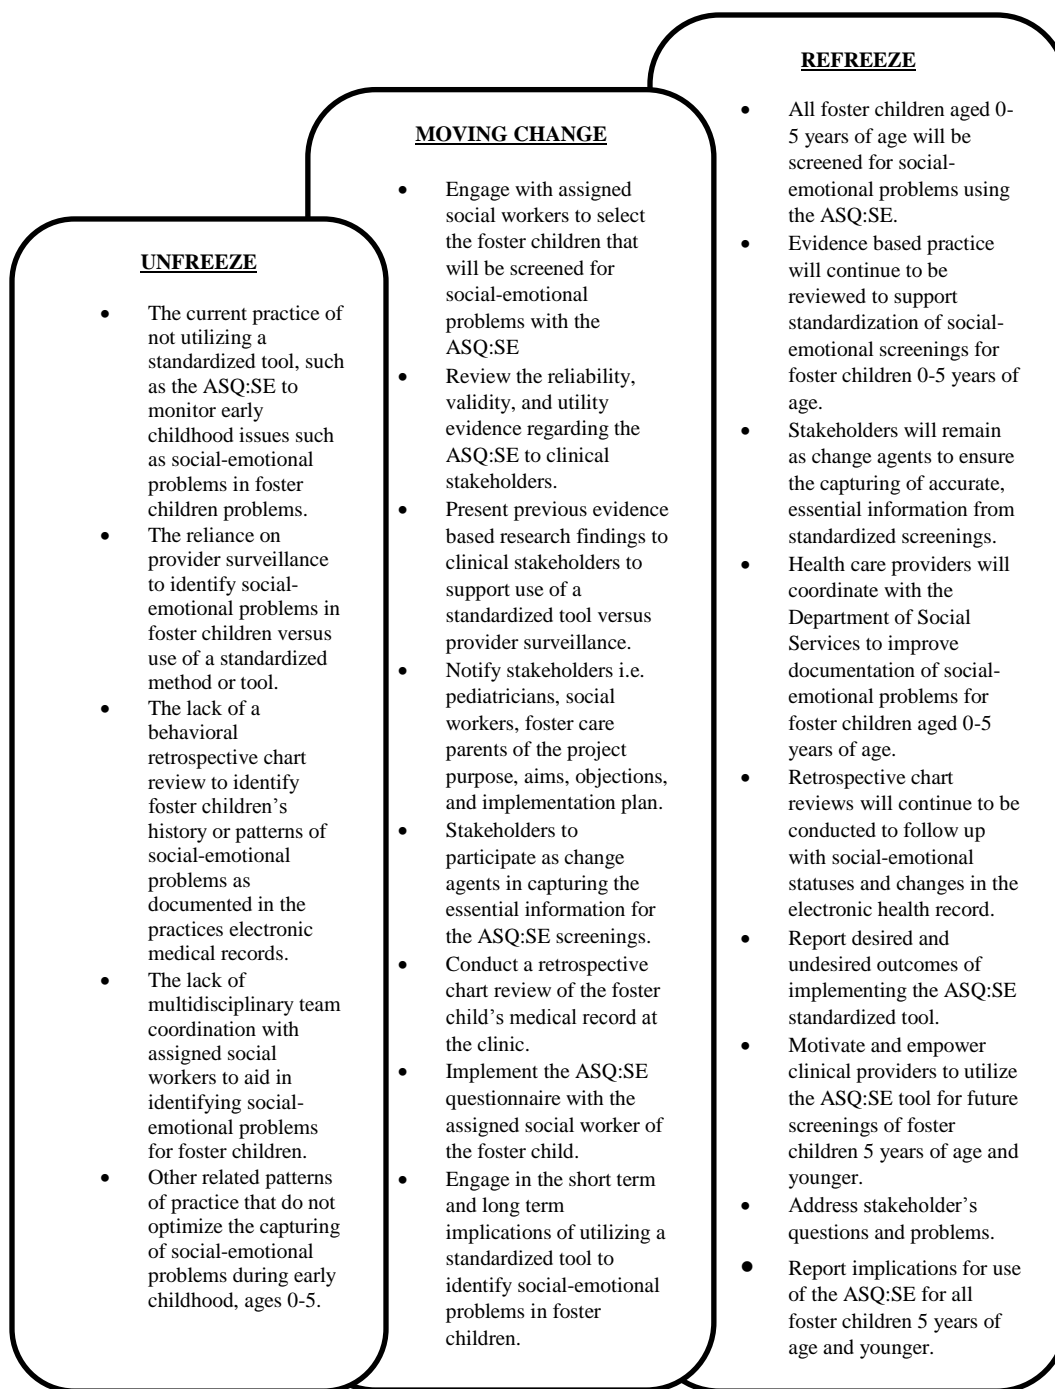 UNFREEZE
• The current practice of
not utilizing a
standardized tool, such
as the ASQ:SE to
monitor early
childhood issues such
as social-emotional
problems in foster
children problems.
• The reliance on
provider surveillance
to identify social-
emotional problems in
foster children versus
use of a standardized
method or tool.
• The lack of a
behavioral
retrospective chart
review to identify
foster children’s
history or patterns of
social-emotional
problems as
documented in the
practices electronic
medical records.
• The lack of
multidisciplinary team
coordination with
assigned social
workers to aid in
identifying social-
emotional problems
for foster children.
• Other related patterns
of practice that do not
optimize the capturing
of social-emotional
problems during early
childhood, ages 0-5.
MOVING CHANGE
• Engage with assigned
social workers to select
the foster children that
will be screened for
social-emotional
problems with the
ASQ:SE
• Review the reliability,
validity, and utility
evidence regarding the
ASQ:SE to clinical
stakeholders.
• Present previous evidence
based research findings to
clinical stakeholders to
support use of a
standardized tool versus
provider surveillance.
• Notify stakeholders i.e.
pediatricians, social
workers, foster care
parents of the project
purpose, aims, objections,
and implementation plan.
• Stakeholders to
participate as change
agents in capturing the
essential information for
the ASQ:SE screenings.
• Conduct a retrospective
chart review of the foster
child’s medical record at
the clinic.
• Implement the ASQ:SE
questionnaire with the
assigned social worker of
the foster child.
• Engage in the short term
and long term
implications of utilizing a
standardized tool to
identify social-emotional
problems in foster
children.
REFREEZE
• All foster children aged 0-
5 years of age will be
screened for social-
emotional problems using
the ASQ:SE.
• Evidence based practice
will continue to be
reviewed to support
standardization of social-
emotional screenings for
foster children 0-5 years of
age.
• Stakeholders will remain
as change agents to ensure
the capturing of accurate,
essential information from
standardized screenings.
• Health care providers will
coordinate with the
Department of Social
Services to improve
documentation of social-
emotional problems for
foster children aged 0-5
years of age.
• Retrospective chart
reviews will continue to be
conducted to follow up
with social-emotional
statuses and changes in the
electronic health record.
• Report desired and
undesired outcomes of
implementing the ASQ:SE
standardized tool.
• Motivate and empower
clinical providers to utilize
the ASQ:SE tool for future
screenings of foster
children 5 years of age and
younger.
• Address stakeholder’s
questions and problems.
• Report implications for use
of the ASQ:SE for all
foster children 5 years of
age and younger.